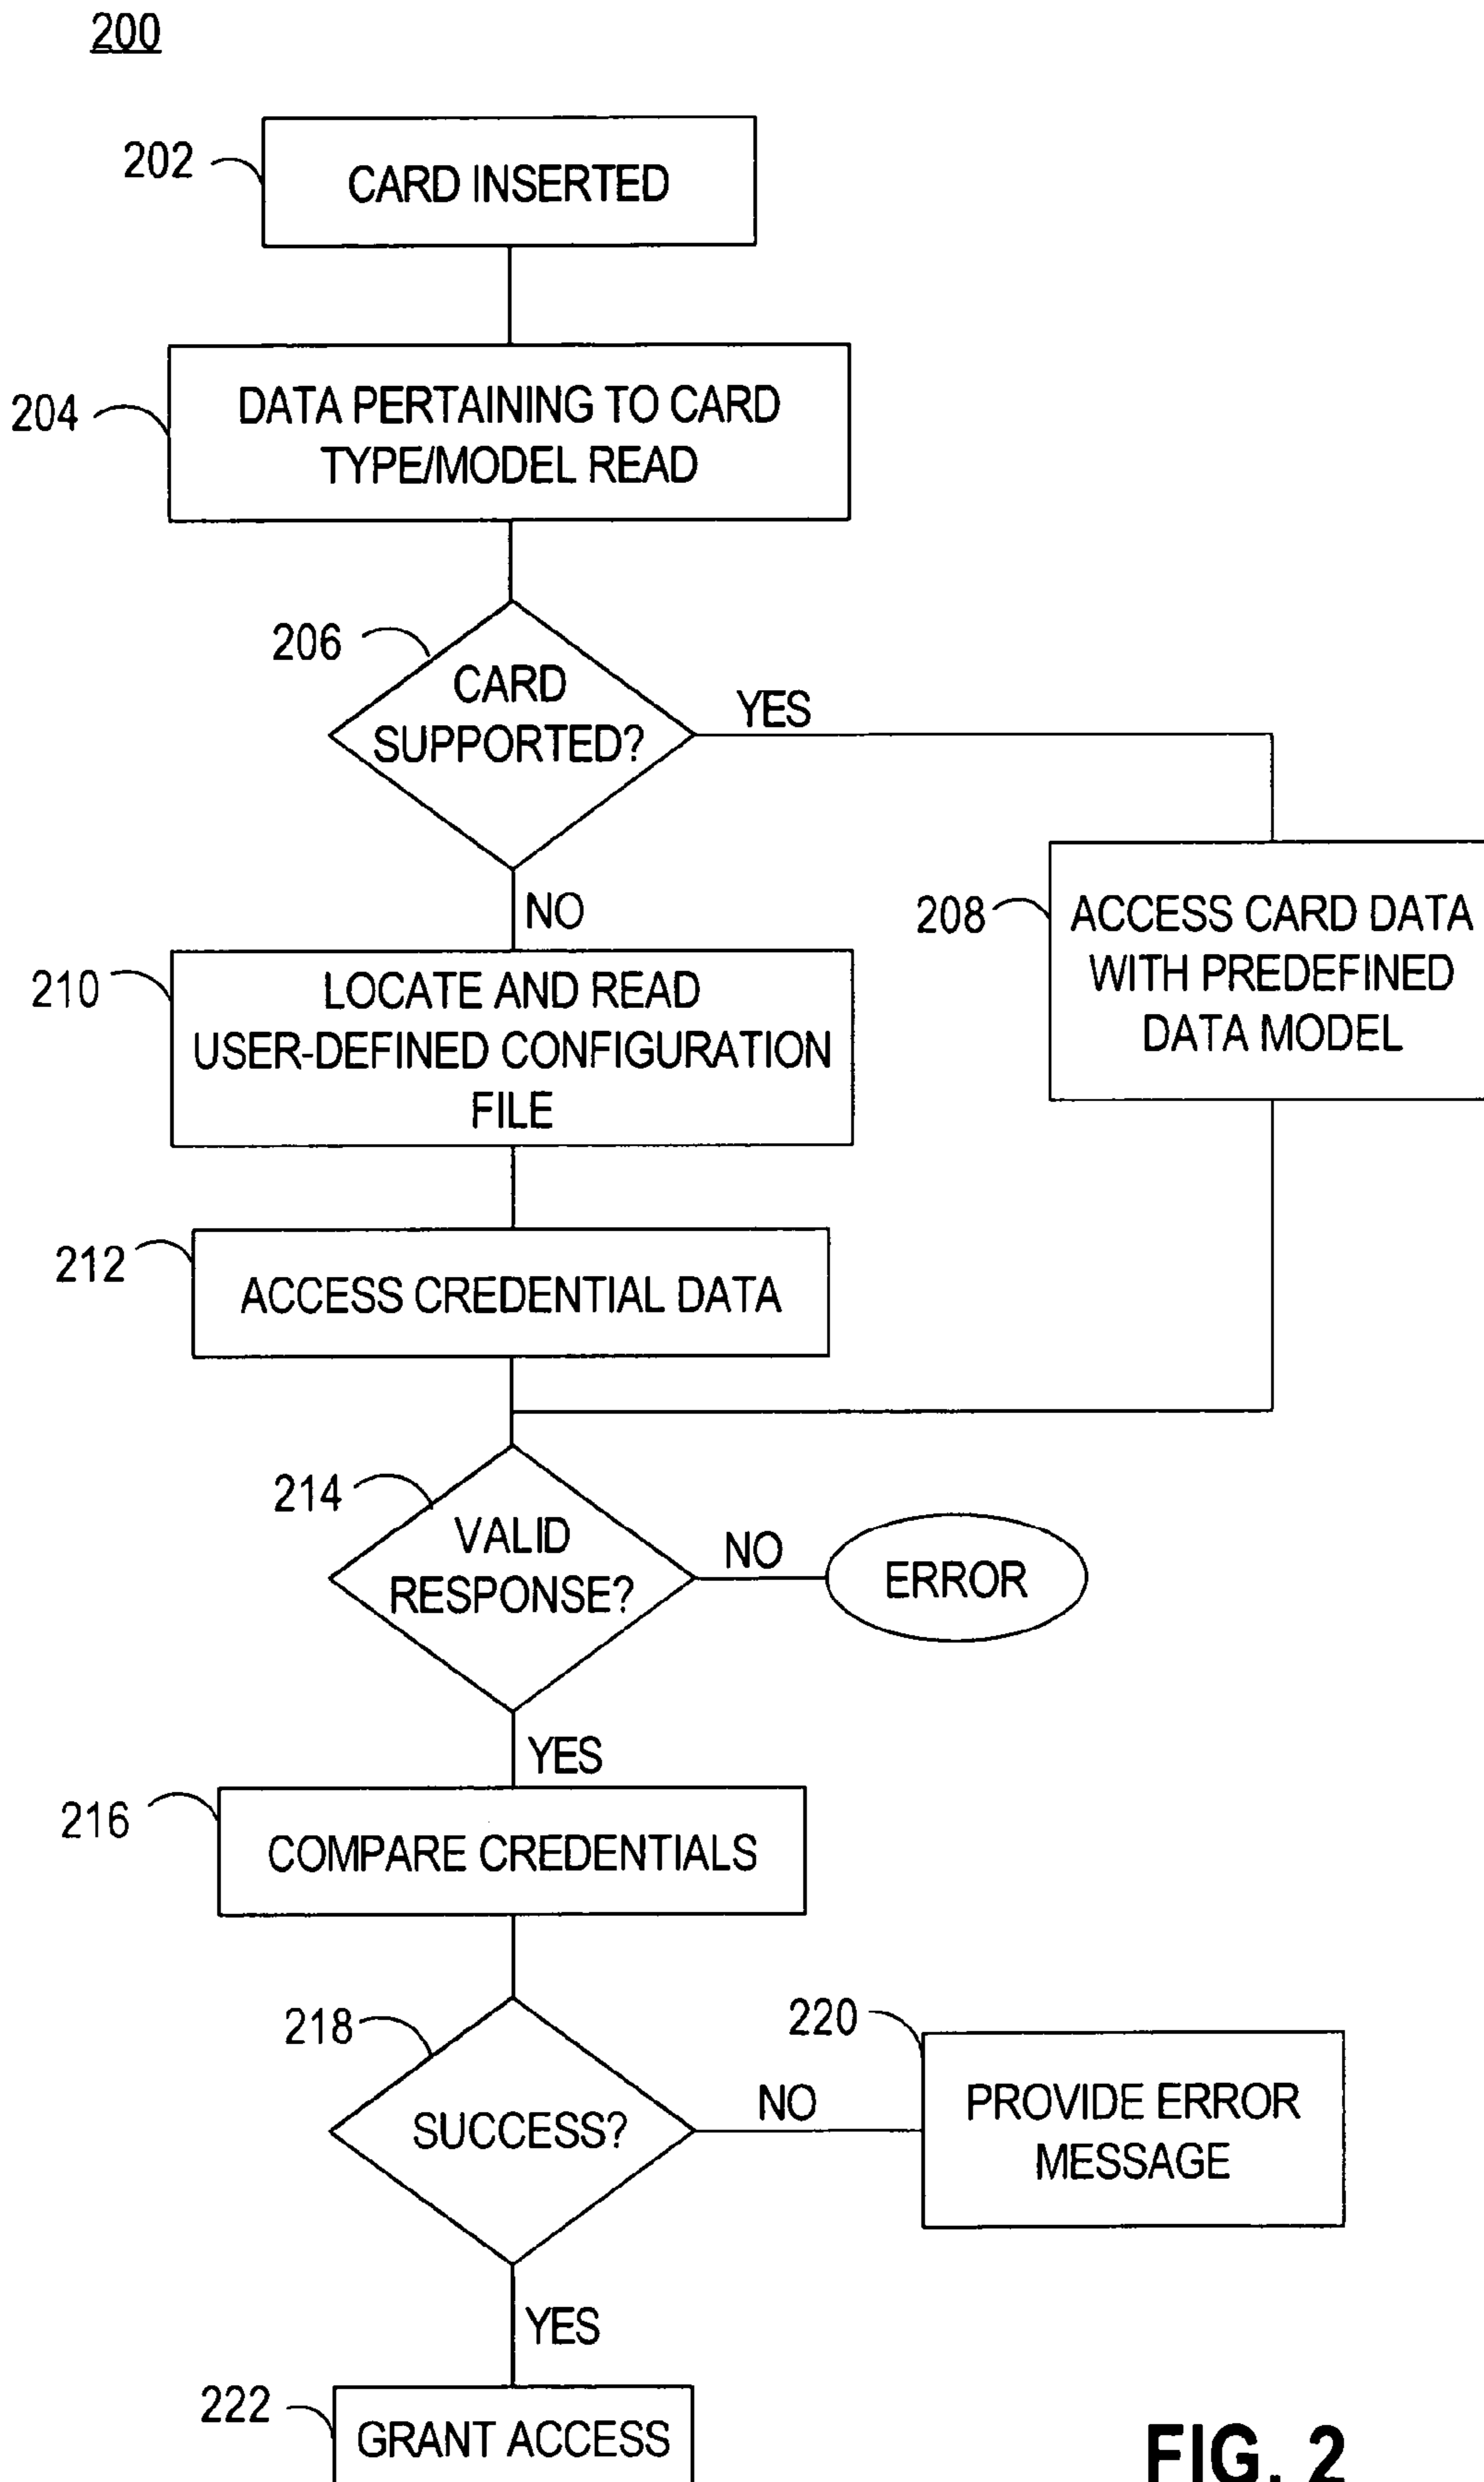 200
202
CARD INSERTED
204
DATA PERTAINING TO CARD
TYPE/MODEL READ
206
CARD
SUPPORTED?
YES
NO
208
ACCESS CARD DATA
WITH PREDEFINED
DATA MODEL
210
LOCATE AND READ
USER-DEFINED CONFIGURATION
FILE
212
ACCESS CREDENTIAL DATA
214
VALID
RESPONSE?
NO
ERROR
YES
216
COMPARE CREDENTIALS
218
SUCCESS?
NO
220
PROVIDE ERROR
MESSAGE
YES
222
GRANT ACCESS
FIG. 2